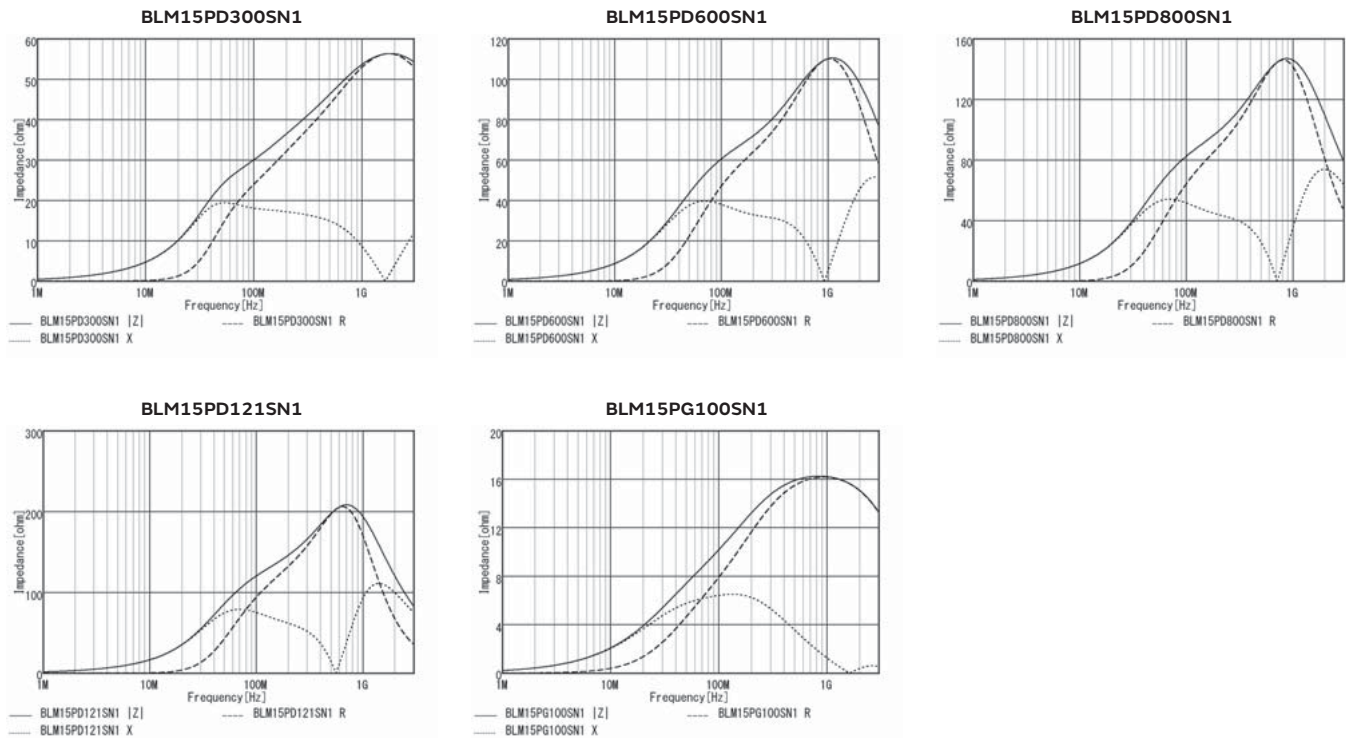 BLM15PD300SN1
60
50
40
30
20
10
0
1M
10M
100M
1G
Impedance[ohm]
Frequency[Hz]
BLM15PD300SN1 |Z|
BLM15PD300SN1 R
BLM15PD300SN1 X
BLM15PD600SN1
120
100
80
60
40
20
0
1M
10M
100M
1G
Impedance[ohm]
Frequency[Hz]
BLM15PD600SN1 |Z|
BLM15PD600SN1 R
BLM15PD600SN1 X
BLM15PD800SN1
160
120
80
40
0
1M
10M
100M
1G
Impedance[ohm]
Frequency[Hz]
BLM15PD800SN1 |Z|
BLM15PD800SN1 R
BLM15PD800SN1 X
BLM15PD121SN1
300
200
100
0
1M
10M
100M
1G
Impedance[ohm]
Frequency[Hz]
BLM15PD121SN1 |Z|
BLM15PD121SN1 R
BLM15PD121SN1 X
BLM15PG100SN1
20
16
12
8
4
0
1M
10M
100M
1G
Impedance[ohm]
Frequency[Hz]
BLM15PG100SN1 |Z|
BLM15PG100SN1 R
BLM15PG100SN1 X